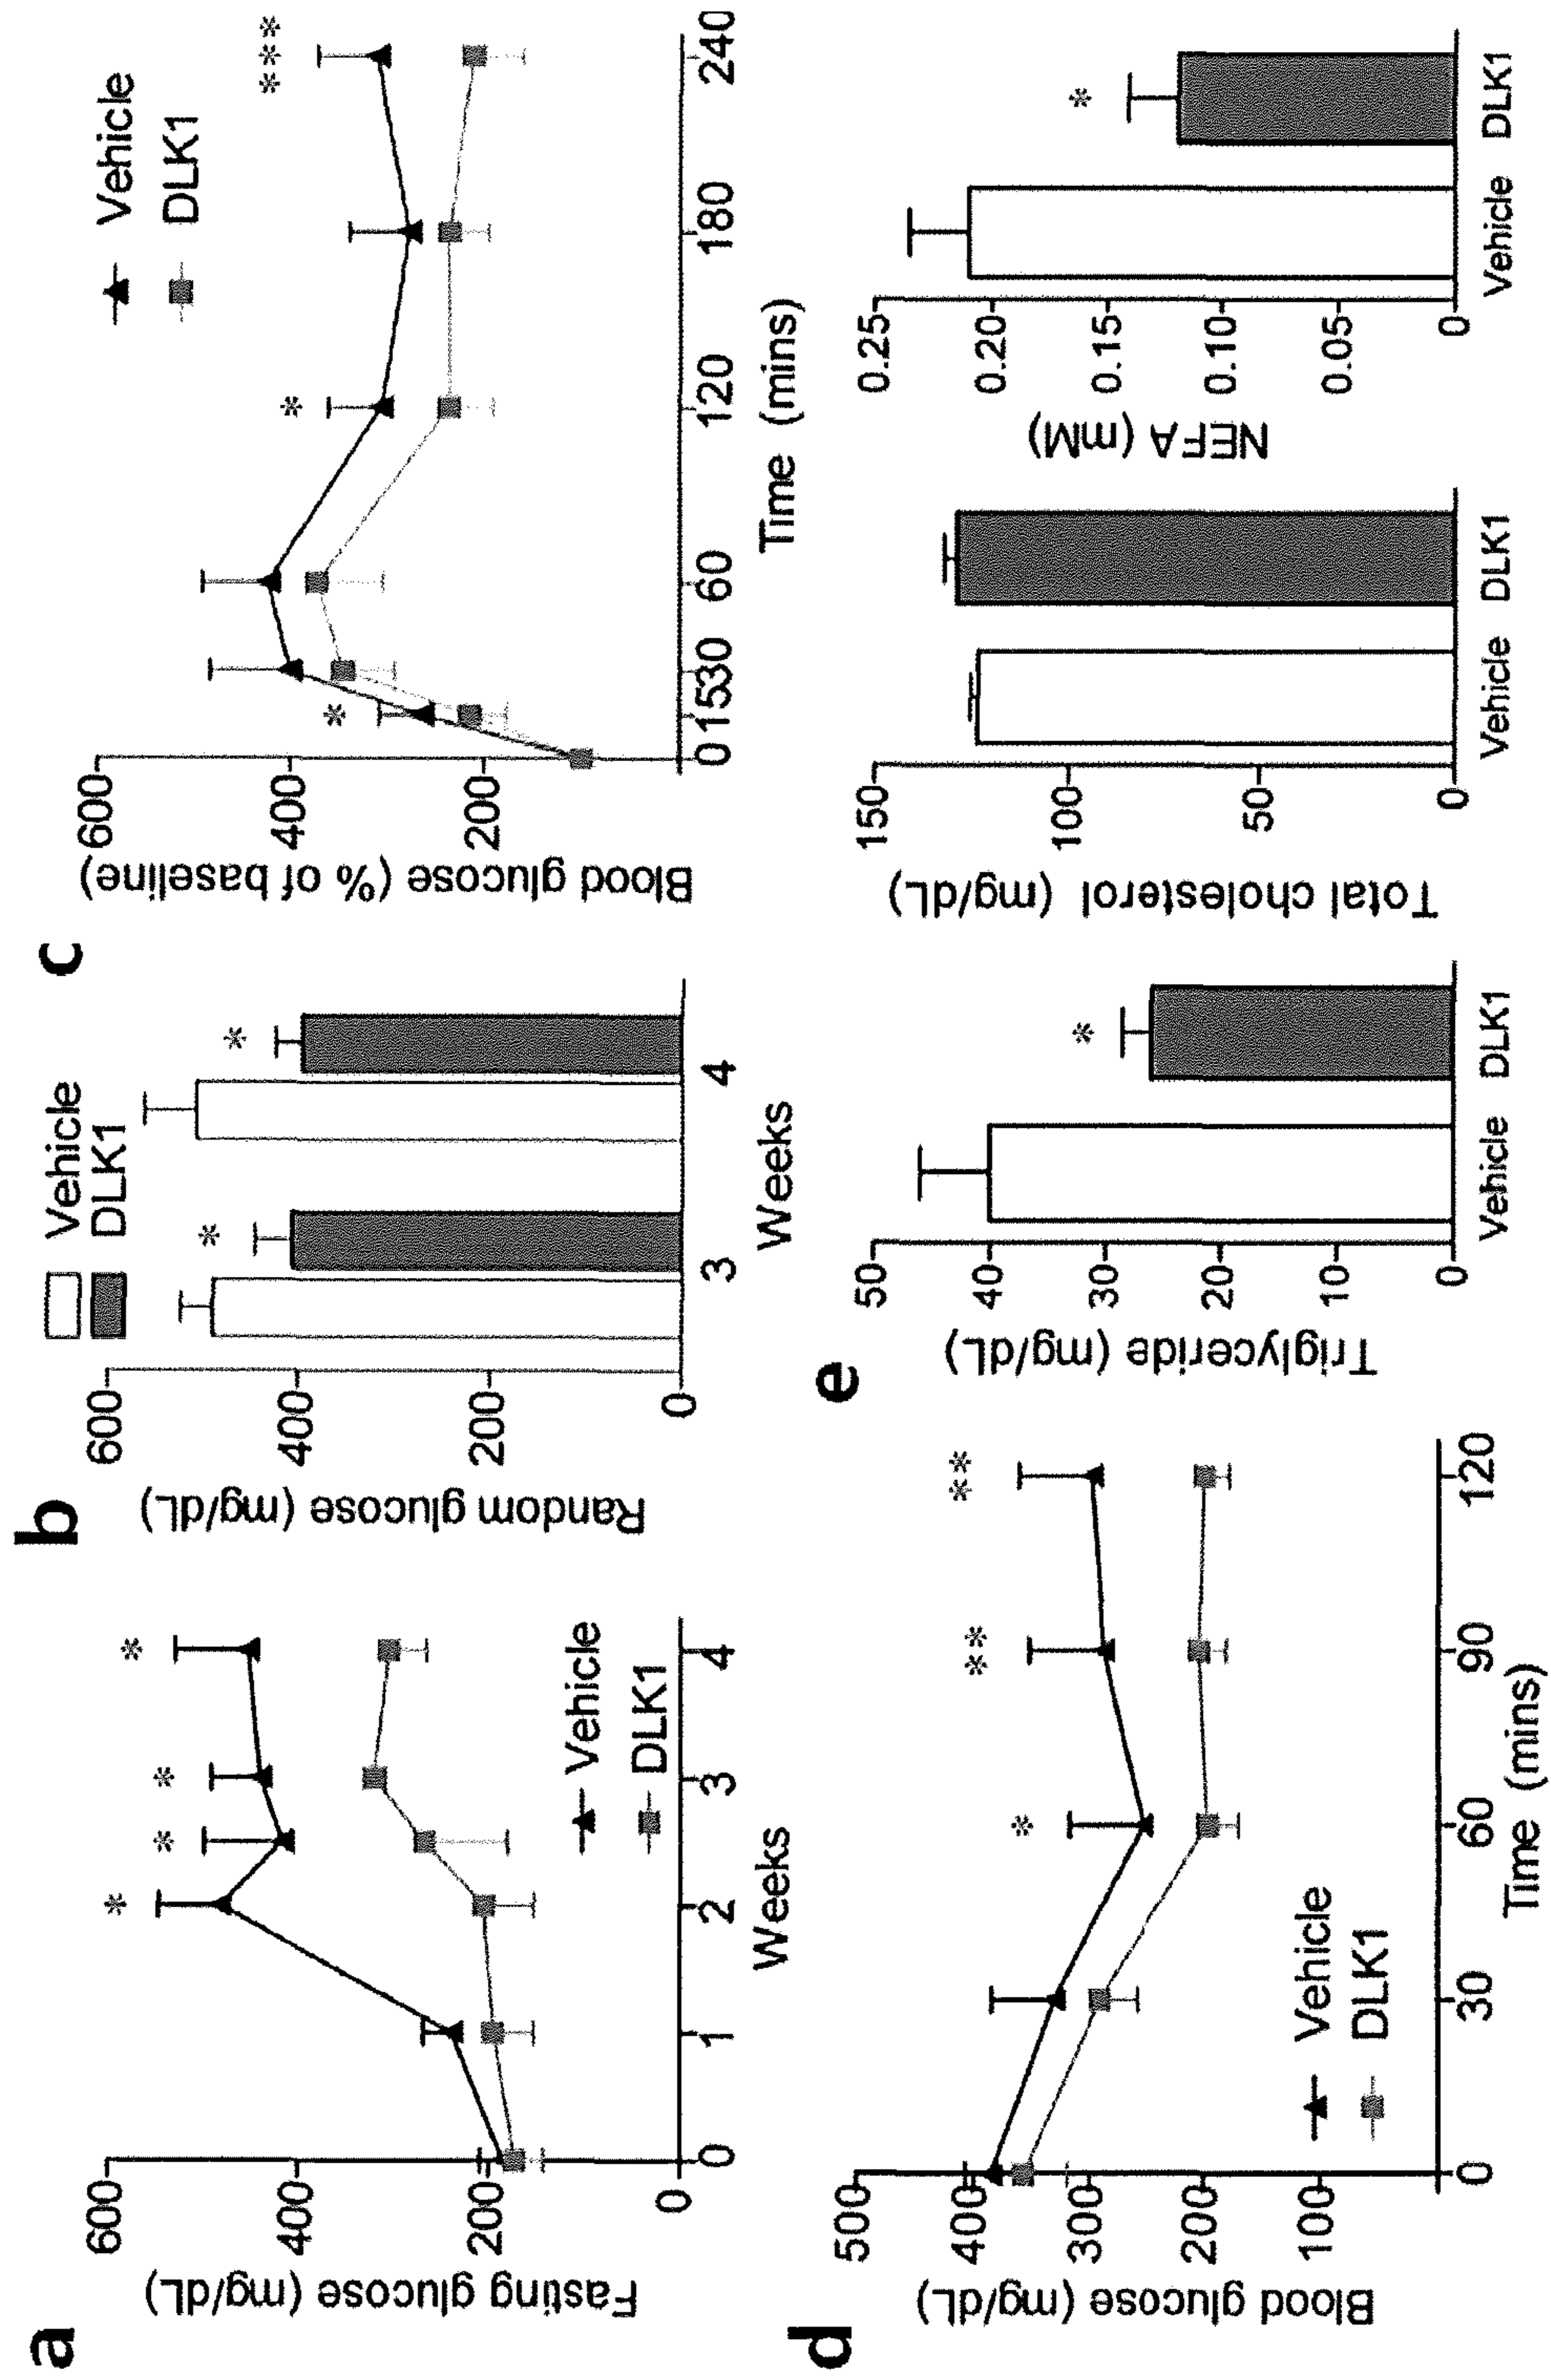 a
Fasting glucose (mg/dL)
600
400
200
0
* * * *
0 1 2 3 4
Weeks
Vehicle
DLK1
b
Random glucose (mg/dL)
Vehicle
DLK1
600
400
200
0
* *
3 4
Weeks
c
Blood glucose (% of baseline)
Vehicle
DLK1
600
400
200
* * ***
0 15 30 60 120 180 240
Time (mins)
d
Blood glucose (mg/dL)
500
400
300
200
100
* ** **
0 30 60 90 120
Time (mins)
Vehicle
DLK1
e
Triglyceride (mg/dL)
50
40
30
20
10
0
*
Vehicle DLK1
Total cholesterol (mg/dL)
150
100
50
0
Vehicle DLK1
NEFA (mM)
0.25
0.20
0.15
0.10
0.05
0
*
Vehicle DLK1